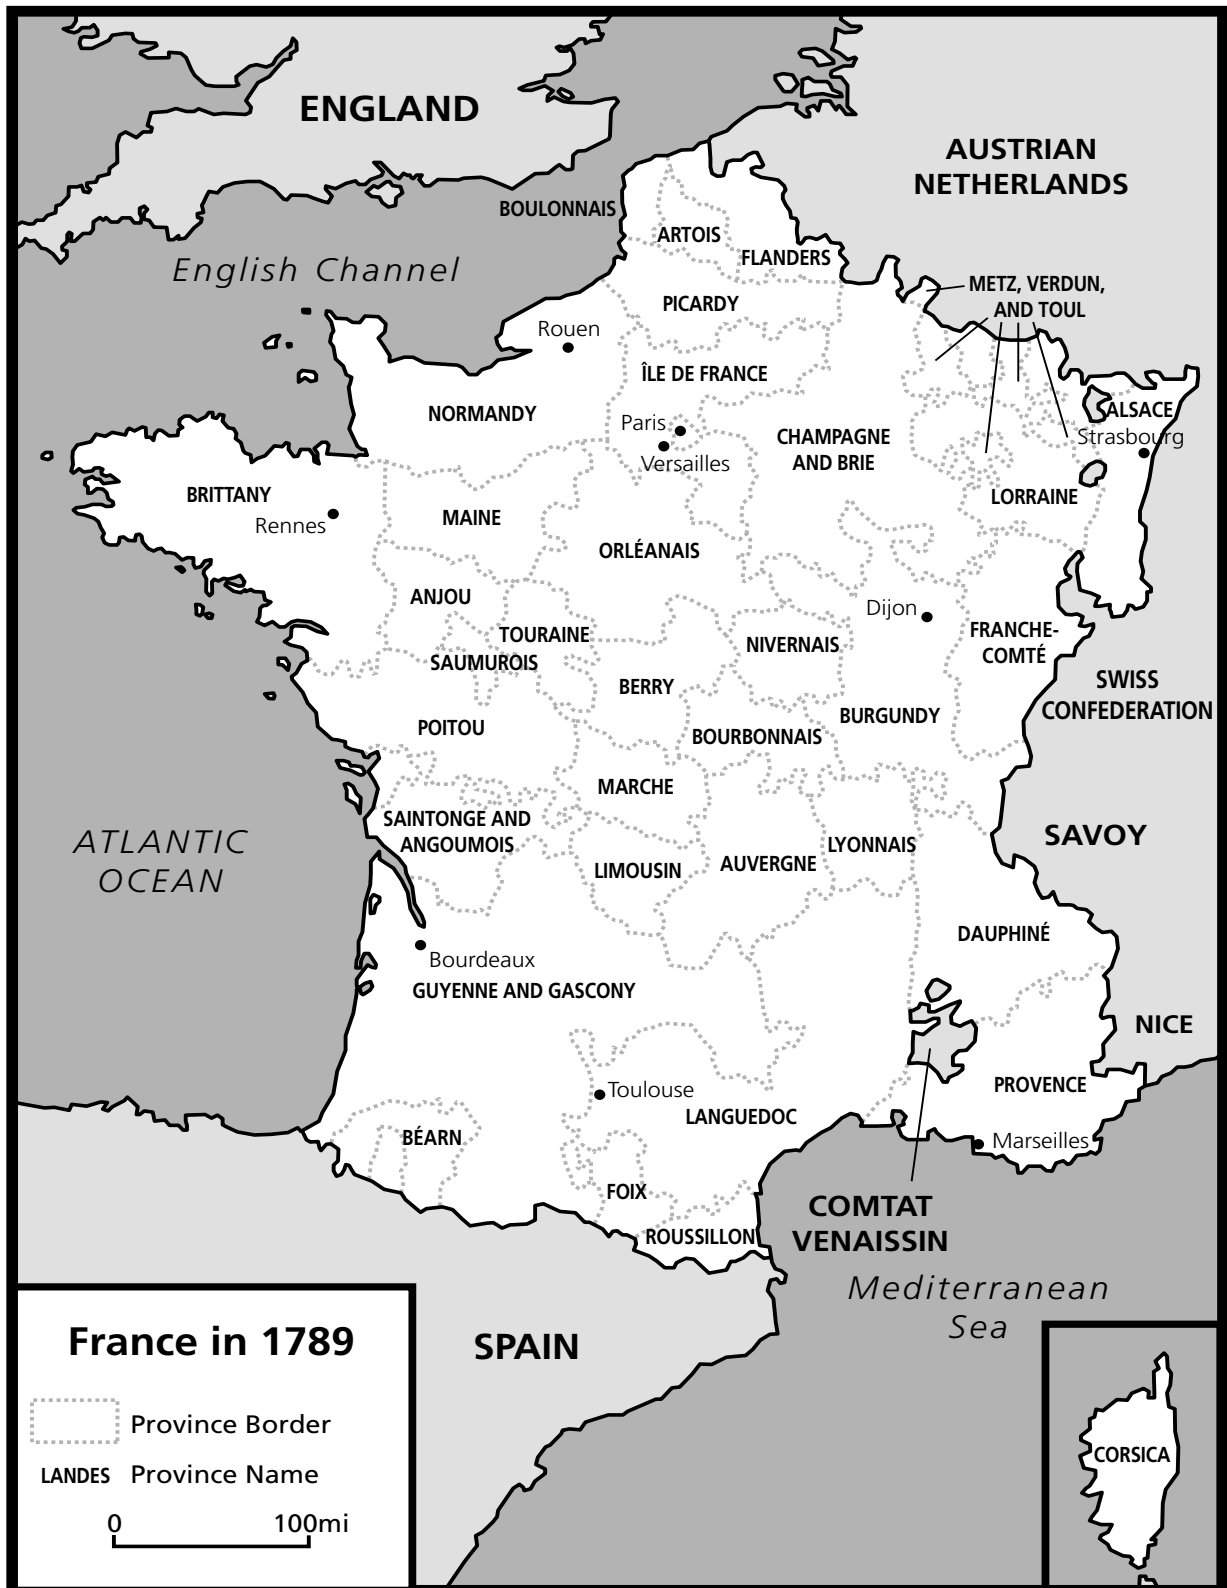 ENGLAND
AUSTRIAN
NETHERLANDS
BOULONNAIS
ARTOIS
English Channel
FLANDERS
METZ, VERDUN,
AND TOUL
PICARDY
Rouen
ÎLE DE FRANCE
NORMANDY
ALSACE
Paris
Strasbourg
CHAMPAGNE
AND BRIE
Versailles
BRITTANY
LORRAINE
Rennes
MAINE
ORLÉANAIS
ANJOU
Dijon
TOURAINE
FRANCHE-
COMTÉ
NIVERNAIS
SAUMUROIS
BERRY
SWISS
CONFEDERATION
POITOU
BURGUNDY
BOURBONNAIS
MARCHE
SAINTONGE AND
ANGOUMOIS
ATLANTIC
OCEAN
SAVOY
LYONNAIS
LIMOUSIN
AUVERGNE
DAUPHINÉ
Bourdeaux
GUYENNE AND GASCONY
NICE
PROVENCE
Toulouse
LANGUEDOC
BÉARN
Marseilles
FOIX
COMTAT
VENAISSIN
ROUSSILLON
Mediterranean
Sea
SPAIN
France in 1789
Province Border
LANDES Province Name
0 100mi
CORSICA